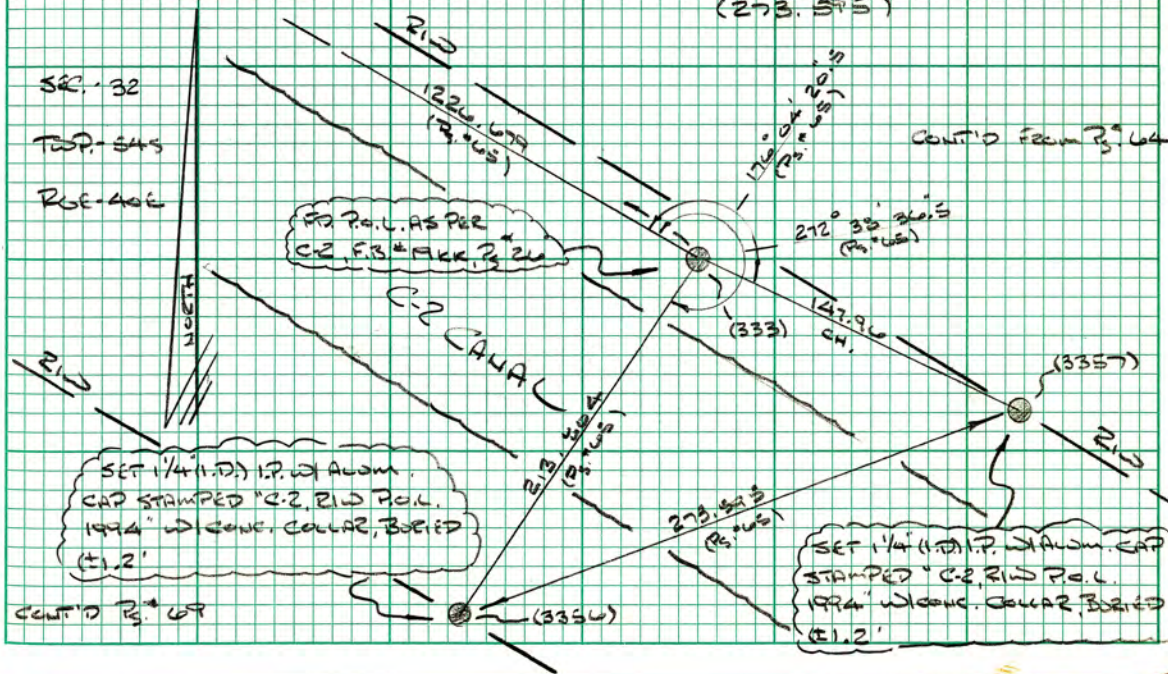 (273.595)
R/W
SEC. - 32
TWP. - 54S
RGE - 40E
1226.679
(Pg. #65)
176° 04' 20."5
(Pg. #65)
CONT'D FROM Pg. #64
272° 33' 36."5
(Pg. #65)
FD. P.O.L. AS PER
C-2, F.B.# 19KK, Pg #26
NORTH
C-2 CANAL
(333)
147.96
CH.
(3357)
R/W
R/W
213.504
(Pg. #65)
273.595
(Pg. #65)
SET 1 1/4" (I.D.) I.P. W/ ALUM.
CAP STAMPED "C-2, R/W P.O.L.
1994" W/CONC. COLLAR, BURIED
(±1.2'
SET 1 1/4" (I.D.) I.P. W/ALUM. CAP
STAMPED "C-2, R/W P.O.L.
1994" W/CONC. COLLAR, BURIED
(±1.2'
CONT'D Pg. #69
(3356)